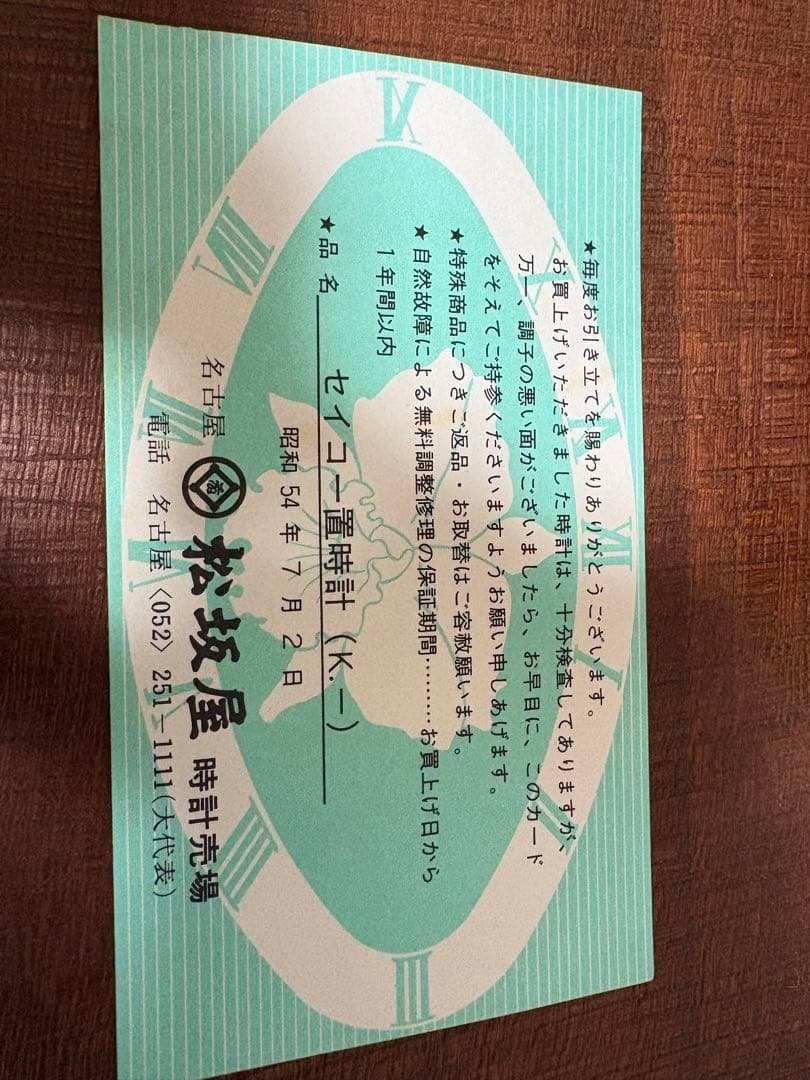 ★毎度お引き立てを賜わりありがとうございます。
お買上げいただきました時計は、十分検査してありますが、
万一、調子の悪い面がございましたら、お早目に、このカード
をそえてご持参くださいますようお願い申しあげます。
★特殊商品につきご返品・お取替はご容赦願います。
★自然故障による無料調整修理の保証期間………お買上げ日から
1年間以内
★品名 セイコー置時計(K.ー)
昭和54年7月2日
名古屋 松坂屋 時計売場
電話 名古屋〈052〉251-1111(大代表)